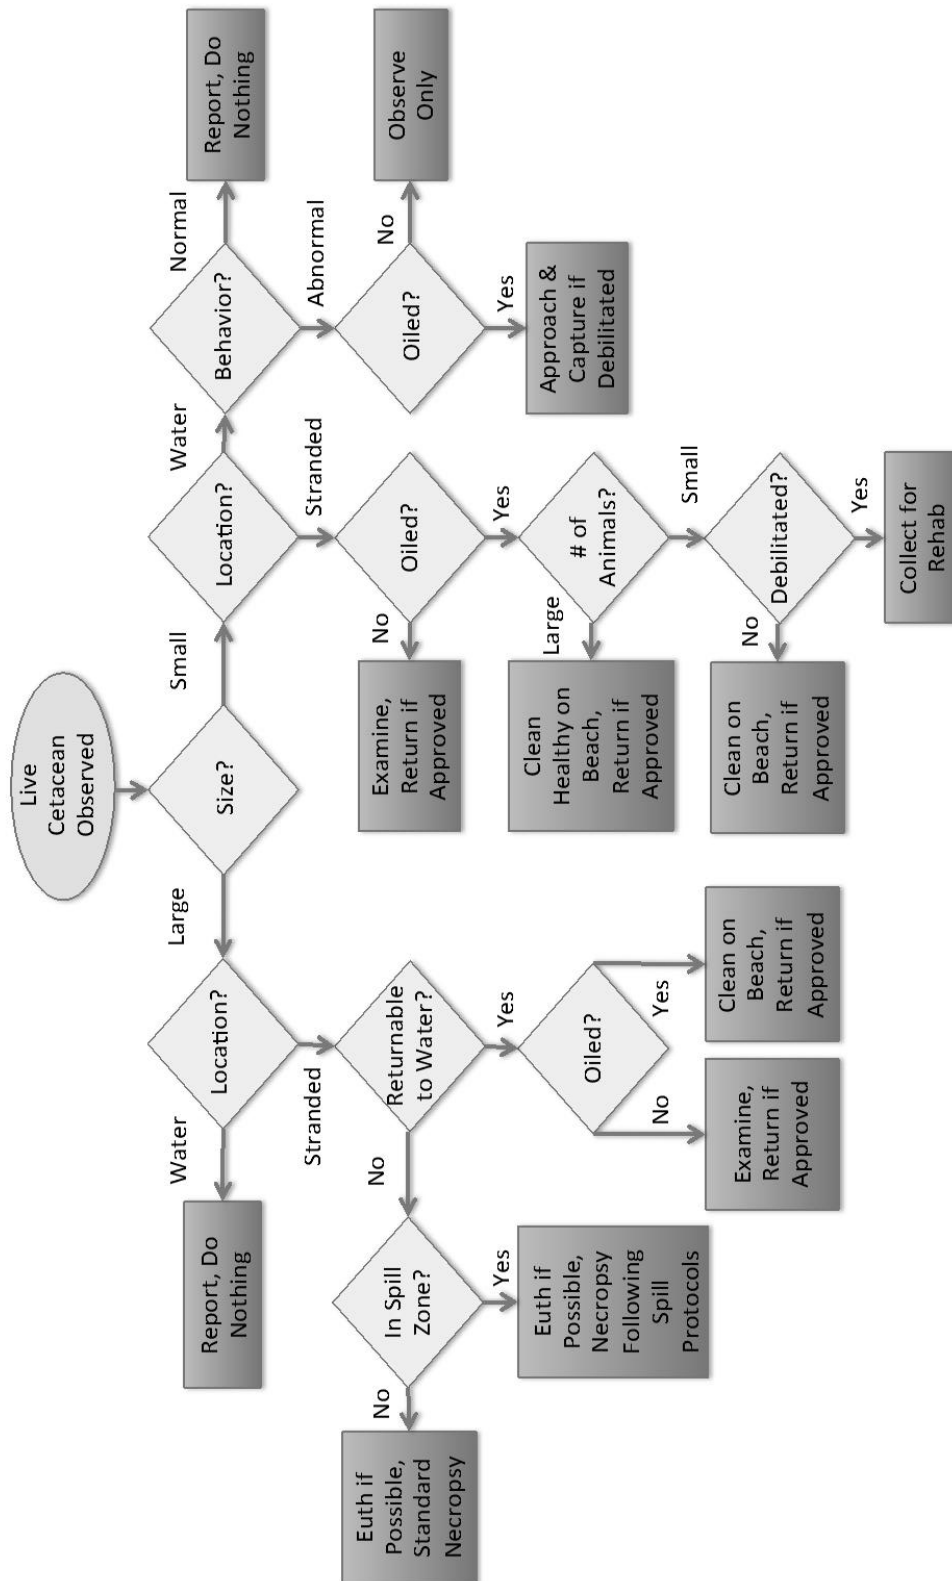 Live
Cetacean
Observed
Size?
Large
Small
Location?
Water
Report, Do
Nothing
Stranded
Returnable
to Water?
No
In Spill
Zone?
No
Euth if
Possible,
Standard
Necropsy
Yes
Euth if
Possible,
Necropsy
Following
Spill
Protocols
Yes
Oiled?
No
Examine,
Return if
Approved
Yes
Clean on
Beach,
Return if
Approved
Location?
Water
Behavior?
Normal
Report, Do
Nothing
Abnormal
Oiled?
No
Observe
Only
Yes
Approach &
Capture if
Debilitated
Stranded
Oiled?
No
Examine,
Return if
Approved
Yes
# of
Animals?
Large
Clean
Healthy on
Beach,
Return if
Approved
Small
Debilitated?
No
Clean on
Beach,
Return if
Approved
Yes
Collect for
Rehab